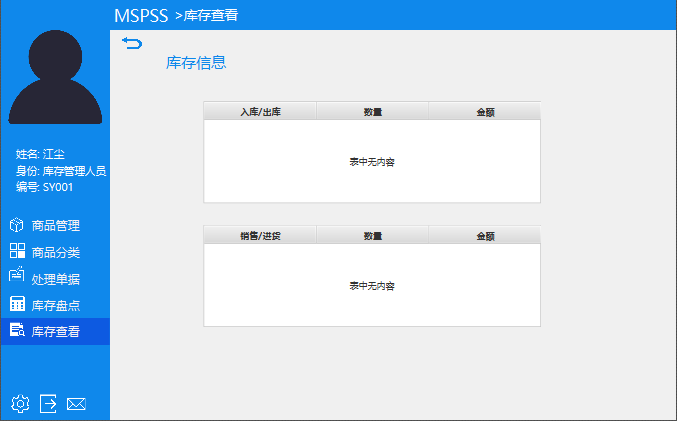 MSPSS >库存查看
库存信息
姓名: 江尘
身份: 库存管理人员
编号: SY001
商品管理
商品分类
处理单据
库存盘点
库存查看
入库/出库 数量 金额
表中无内容
销售/进货 数量 金额
表中无内容